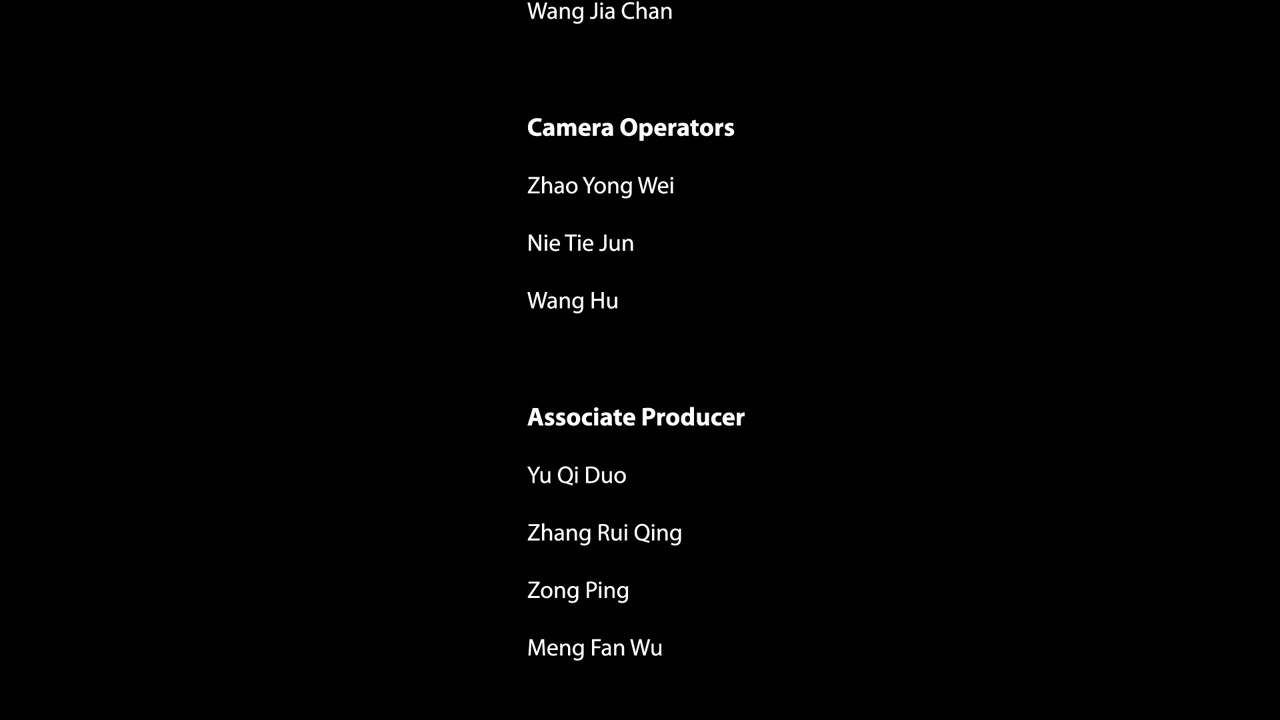 Wang Jia Chan
Camera Operators
Zhao Yong Wei
Nie Tie Jun
Wang Hu
Associate Producer
Yu Qi Duo
Zhang Rui Qing
Zong Ping
Meng Fan Wu